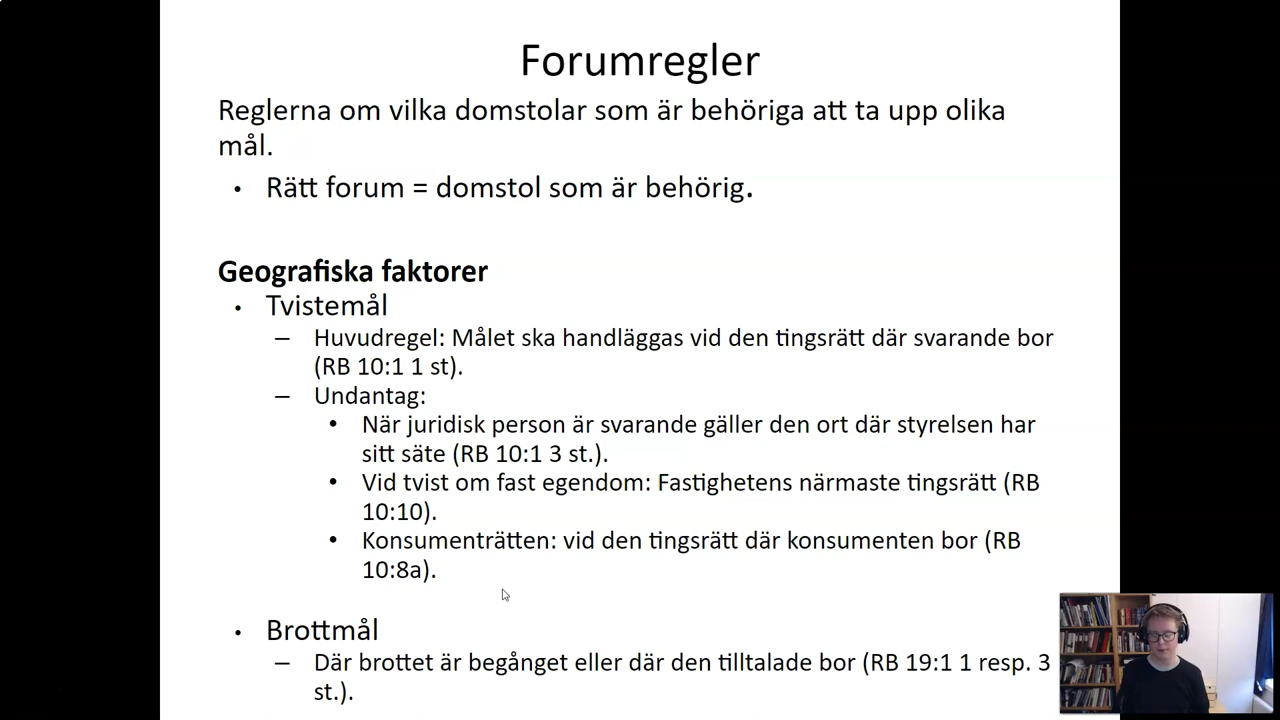 Forumregler
Reglerna om vilka domstolar som är behöriga att ta upp olika
mål.
• Rätt forum = domstol som är behörig.
Geografiska faktorer
• Tvistemål
– Huvudregel: Målet ska handläggas vid den tingsrätt där svarande bor
(RB 10:1 1 st).
– Undantag:
• När juridisk person är svarande gäller den ort där styrelsen har
sitt säte (RB 10:1 3 st.).
• Vid tvist om fast egendom: Fastighetens närmaste tingsrätt (RB
10:10).
• Konsumenträtten: vid den tingsrätt där konsumenten bor (RB
10:8a).
• Brottmål
– Där brottet är begånget eller där den tilltalade bor (RB 19:1 1 resp. 3
st.).